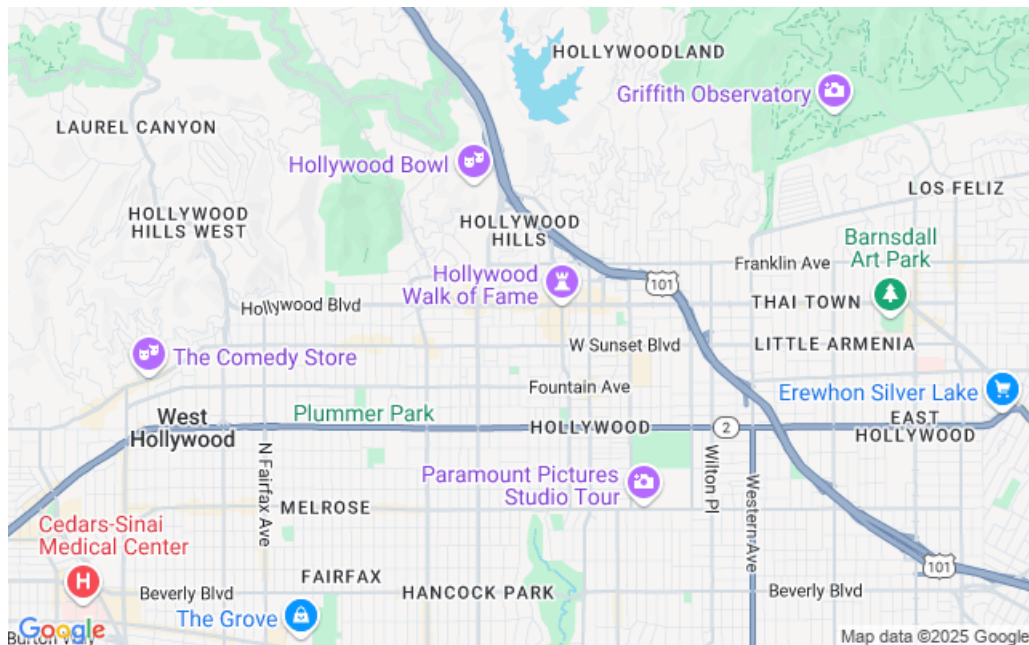 HOLLYWOODLAND
Griffith Observatory
LAUREL CANYON
Hollywood Bowl
LOS FELIZ
HOLLYWOOD
HILLS WEST
HOLLYWOOD
HILLS
Barnsdall
Art Park
Franklin Ave
Hollywood
Walk of Fame
101
THAI TOWN
Hollywood Blvd
W Sunset Blvd
LITTLE ARMENIA
The Comedy Store
Fountain Ave
Erewhon Silver Lake
West
Hollywood
Plummer Park
HOLLYWOOD
2
EAST
HOLLYWOOD
N Fairfax Ave
Wilton Pl
Western Ave
Paramount Pictures
Studio Tour
MELROSE
Cedars-Sinai
Medical Center
H
101
FAIRFAX
Beverly Blvd
HANCOCK PARK
Beverly Blvd
The Grove
Google
Map data ©2025 Google